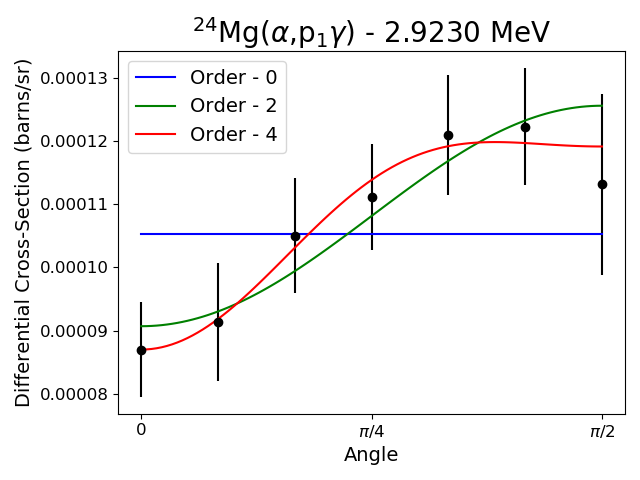 ²⁴Mg(α,p₁γ) - 2.9230 MeV
Order - 0
Order - 2
Order - 4
Differential Cross-Section (barns/sr)
0.00013
0.00012
0.00011
0.00010
0.00009
0.00008
0
π/4
π/2
Angle